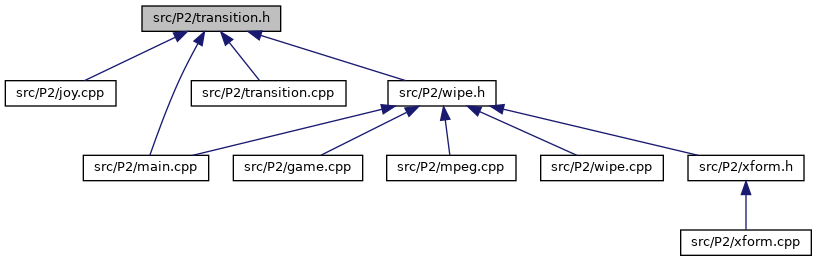 src/P2/transition.h
src/P2/joy.cpp
src/P2/transition.cpp
src/P2/wipe.h
src/P2/main.cpp
src/P2/game.cpp
src/P2/mpeg.cpp
src/P2/wipe.cpp
src/P2/xform.h
src/P2/xform.cpp